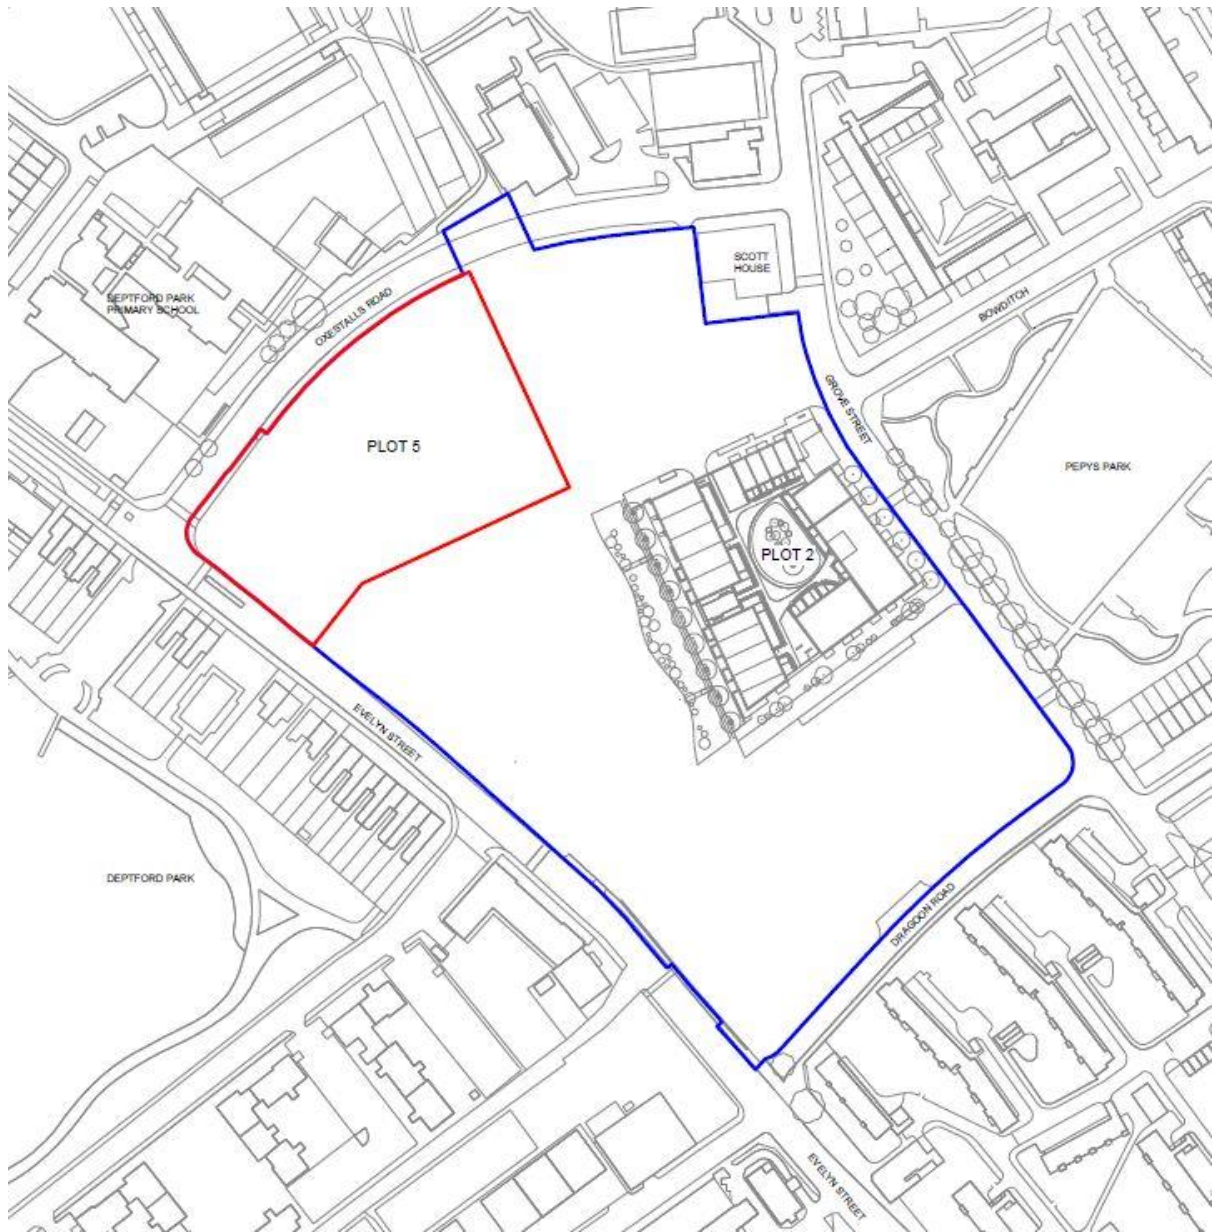 SCOTT
HOUSE
DEPTFORD PARK
PRIMARY SCHOOL
OXESTALLS ROAD
BOWDITCH
GROVE STREET
PLOT 5
PEPYS PARK
PLOT 2
EVELYN STREET
DEPTFORD PARK
DRAGOON ROAD
EVELYN STREET